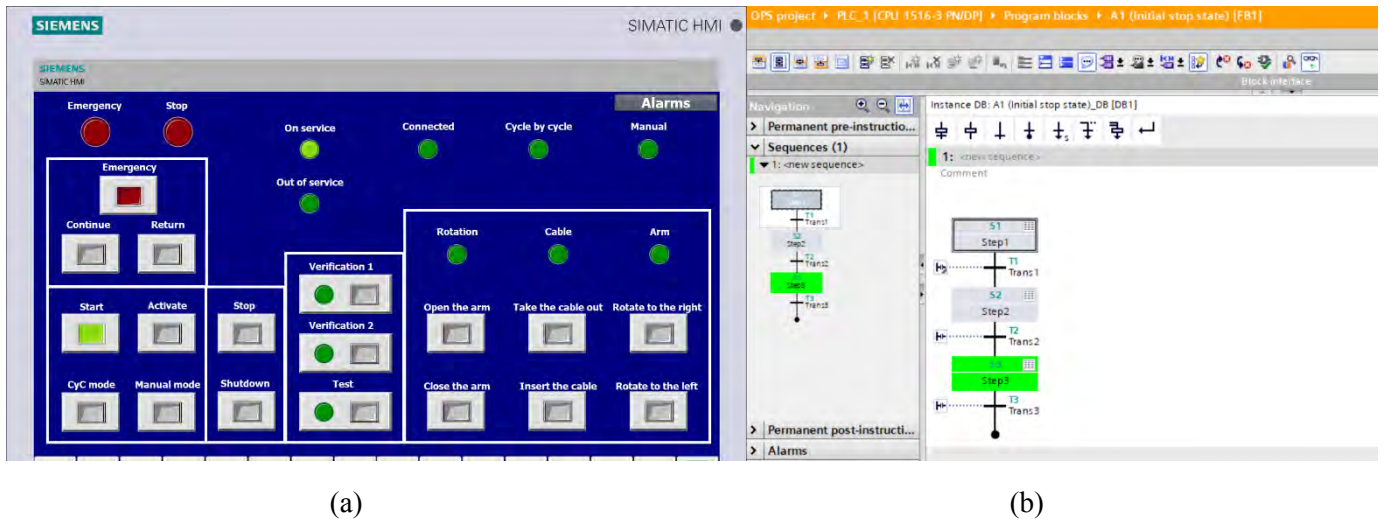 SIEMENS
SIMATIC HMI
SIEMENS
SIMATIC HMI
Alarms
Emergency
Stop
On service
Connected
Cycle by cycle
Manual
Emergency
Out of service
Continue
Return
Rotation
Cable
Arm
Verification 1
Start
Activate
Stop
Open the arm
Take the cable out
Rotate to the right
Verification 2
CyC mode
Manual mode
Shutdown
Test
Close the arm
Insert the cable
Rotate to the left
(a)
OPS project
PLC_1 [CPU 1516-3 PN/DP]
Program blocks
A1 (Initial stop state) [FB1]
Block interface
Navigation
Permanent pre-instructio...
Sequences (1)
1: <new sequence>
T1
Trans1
S2
Step2
T2
Trans2
Step3
T3
Trans3
Permanent post-instructi...
Alarms
Instance DB: A1 (Initial stop state)_DB [DB1]
1: <new sequence>
Comment
S1
Step1
T1
Trans1
S2
Step2
T2
Trans2
S3
Step3
T3
Trans3
(b)